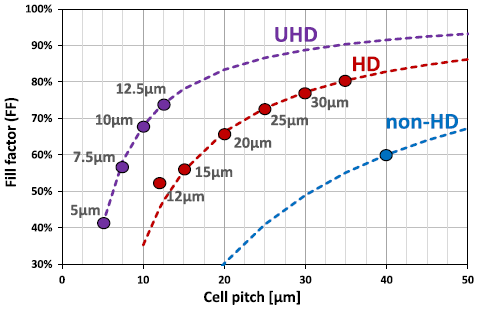 100%
90%
80%
70%
60%
50%
40%
30%
Fill factor (FF)
UHD
HD
non-HD
12.5µm
10µm
7.5µm
5µm
30µm
25µm
20µm
15µm
12µm
0
10
20
30
40
50
Cell pitch [µm]